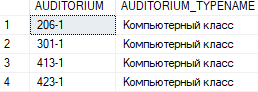 AUDITORIUM AUDITORIUM_TYPENAME
1 206-1 Компьютерный класс
2 301-1 Компьютерный класс
3 413-1 Компьютерный класс
4 423-1 Компьютерный класс